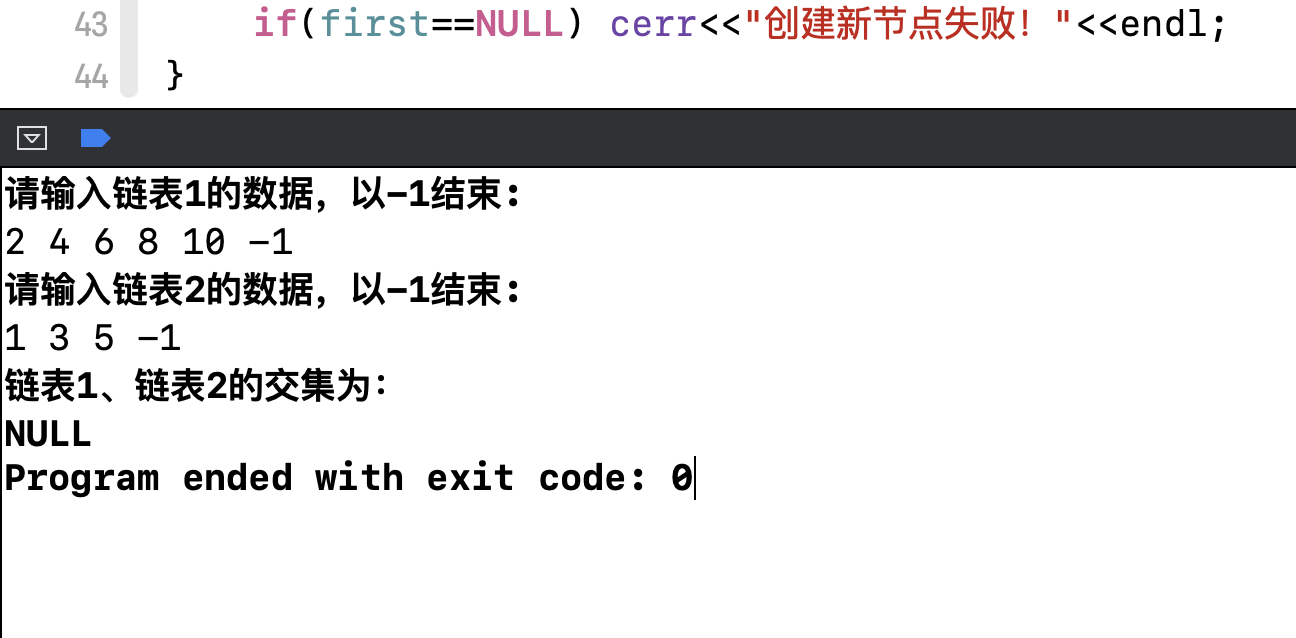 43 if(first==NULL) cerr<<"创建新节点失败！"<<endl;
44 }
请输入链表1的数据，以-1结束：
2 4 6 8 10 -1
请输入链表2的数据，以-1结束：
1 3 5 -1
链表1、链表2的交集为：
NULL
Program ended with exit code: 0